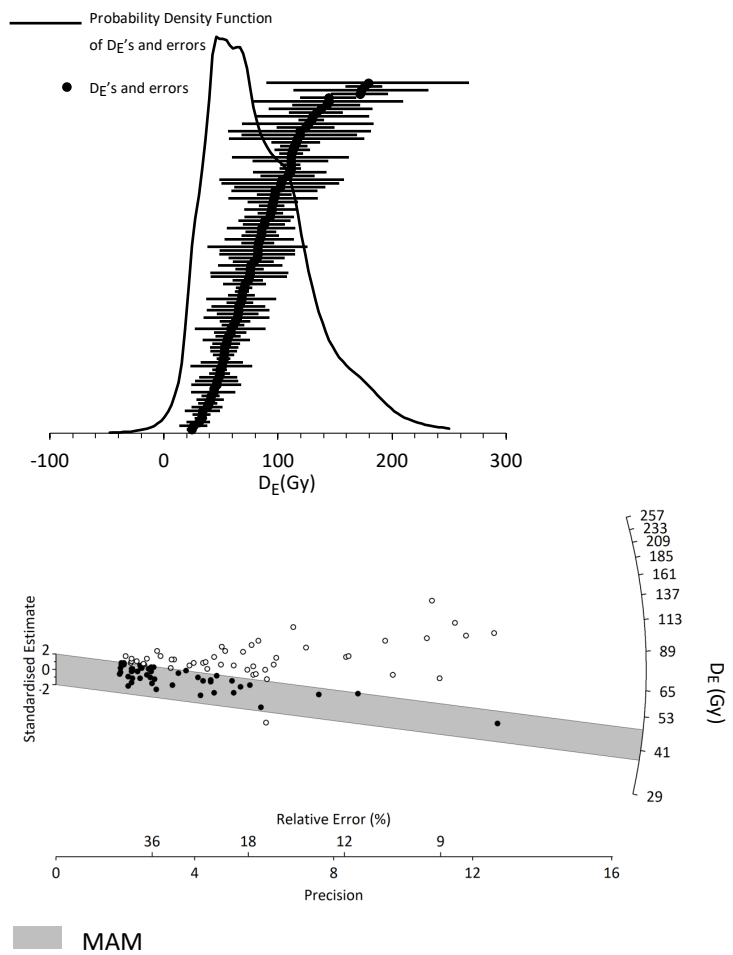 Probability Density Function
of DE's and errors
DE's and errors
-100 0 100 200 300
DE(Gy)
257
233
209
185
161
137
113
89
65
53
41
29
DE (Gy)
Standardised Estimate
2
0
-2
Relative Error (%)
36 18 12 9
0 4 8 12 16
Precision
MAM